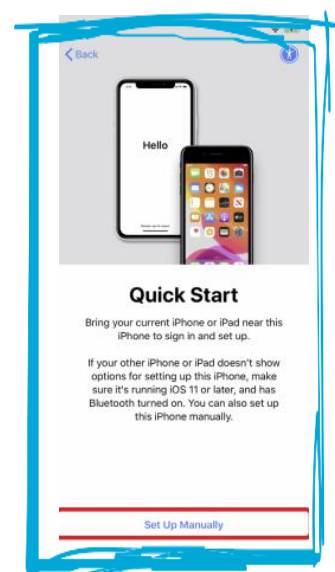 Back
Hello
Quick Start
Bring your current iPhone or iPad near this
iPhone to sign in and set up.
If your other iPhone or iPad doesn't show
options for setting up this iPhone, make
sure it's running iOS 11 or later, and has
Bluetooth turned on. You can also set up
this iPhone manually.
Set Up Manually